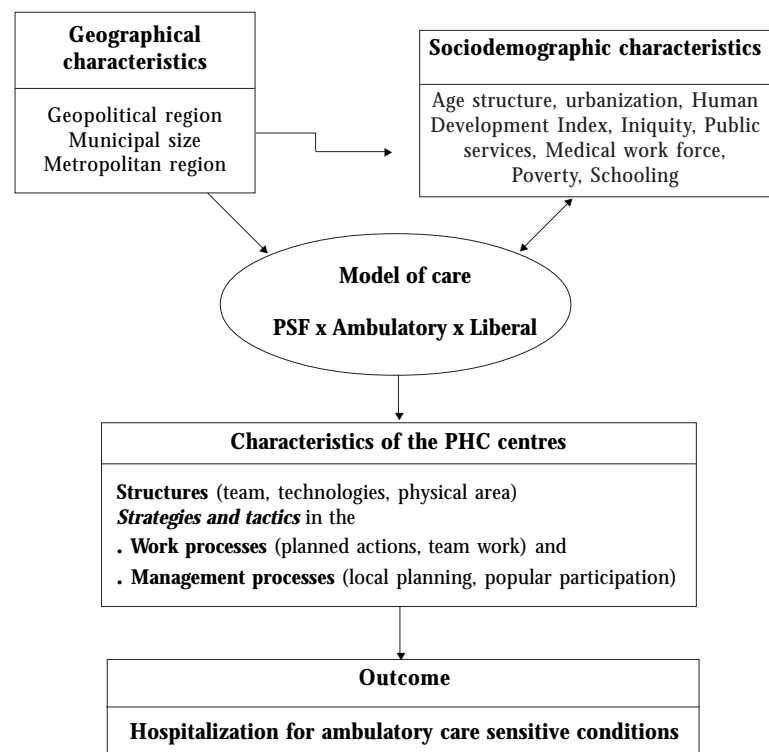 Geographical
characteristics
Geopolitical region
Municipal size
Metropolitan region
Sociodemographic characteristics
Age structure, urbanization, Human
Development Index, Iniquity, Public
services, Medical work force,
Poverty, Schooling
Model of care
PSF x Ambulatory x Liberal
Characteristics of the PHC centres
Structures (team, technologies, physical area)
Strategies and tactics in the
. Work processes (planned actions, team work) and
. Management processes (local planning, popular participation)
Outcome
Hospitalization for ambulatory care sensitive conditions